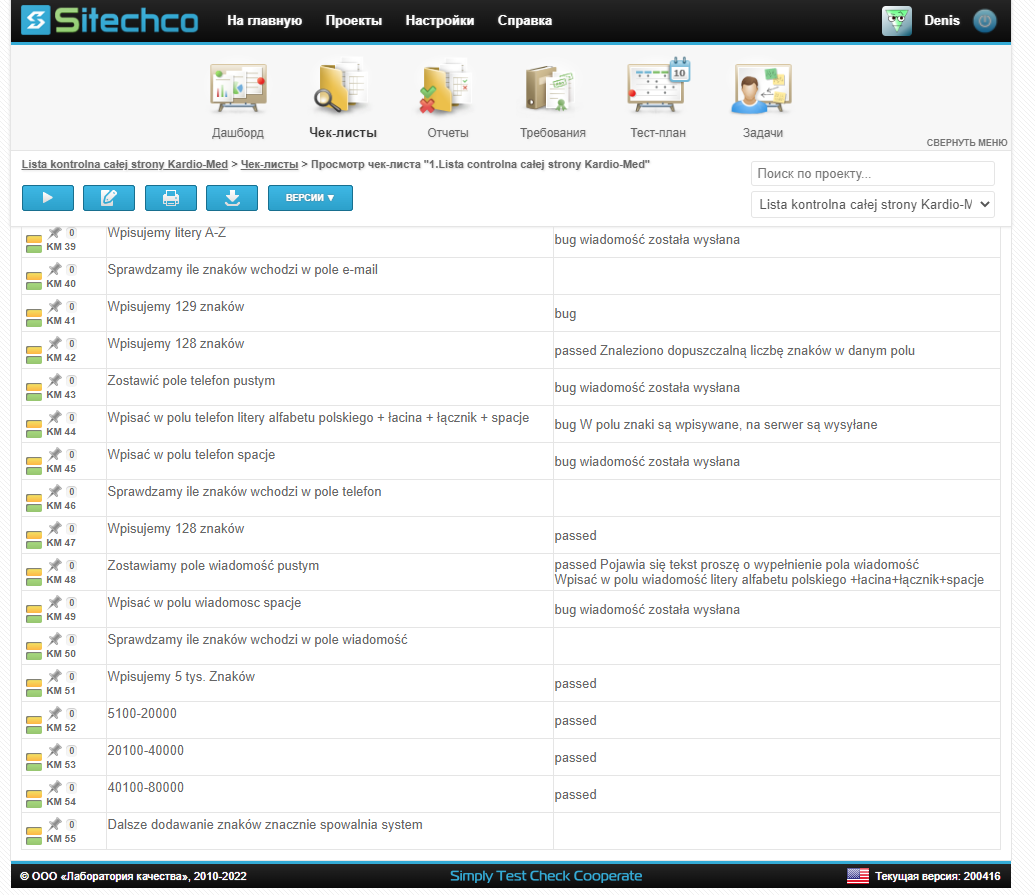 Sitechco На главную Проекты Настройки Справка Denis
10
Дашборд Чек-листы Отчеты Требования Тест-план Задачи
СВЕРНУТЬ МЕНЮ
Lista kontrolna całej strony Kardio-Med > Чек-листы > Просмотр чек-листа "1.Lista controlna całej strony Kardio-Med"
Поиск по проекту...
ВЕРСИИ ▼
Lista kontrolna całej strony Kardio-M
0 Wpisujemy litery A-Z
KM 39 bug wiadomość została wysłana
0 Sprawdzamy ile znaków wchodzi w pole e-mail
KM 40
0 Wpisujemy 129 znaków
KM 41 bug
0 Wpisujemy 128 znaków
KM 42 passed Znaleziono dopuszczalną liczbę znaków w danym polu
0 Zostawić pole telefon pustym
KM 43 bug wiadomość została wysłana
0 Wpisać w polu telefon litery alfabetu polskiego + łacina + łącznik + spacje
KM 44 bug W polu znaki są wpisywane, na serwer są wysyłane
0 Wpisać w polu telefon spacje
KM 45 bug wiadomość została wysłana
0 Sprawdzamy ile znaków wchodzi w pole telefon
KM 46
0 Wpisujemy 128 znaków
KM 47 passed
0 Zostawiamy pole wiadomość pustym passed Pojawia się tekst proszę o wypełnienie pola wiadomość
KM 48 Wpisać w polu wiadomość litery alfabetu polskiego +łacina+łącznik+spacje
0 Wpisać w polu wiadomosc spacje
KM 49 bug wiadomość została wysłana
0 Sprawdzamy ile znaków wchodzi w pole wiadomość
KM 50
0 Wpisujemy 5 tys. Znaków
KM 51 passed
0 5100-20000
KM 52 passed
0 20100-40000
KM 53 passed
0 40100-80000
KM 54 passed
0 Dalsze dodawanie znaków znacznie spowalnia system
KM 55
© ООО «Лаборатория качества», 2010-2022 Simply Test Check Cooperate Текущая версия: 200416